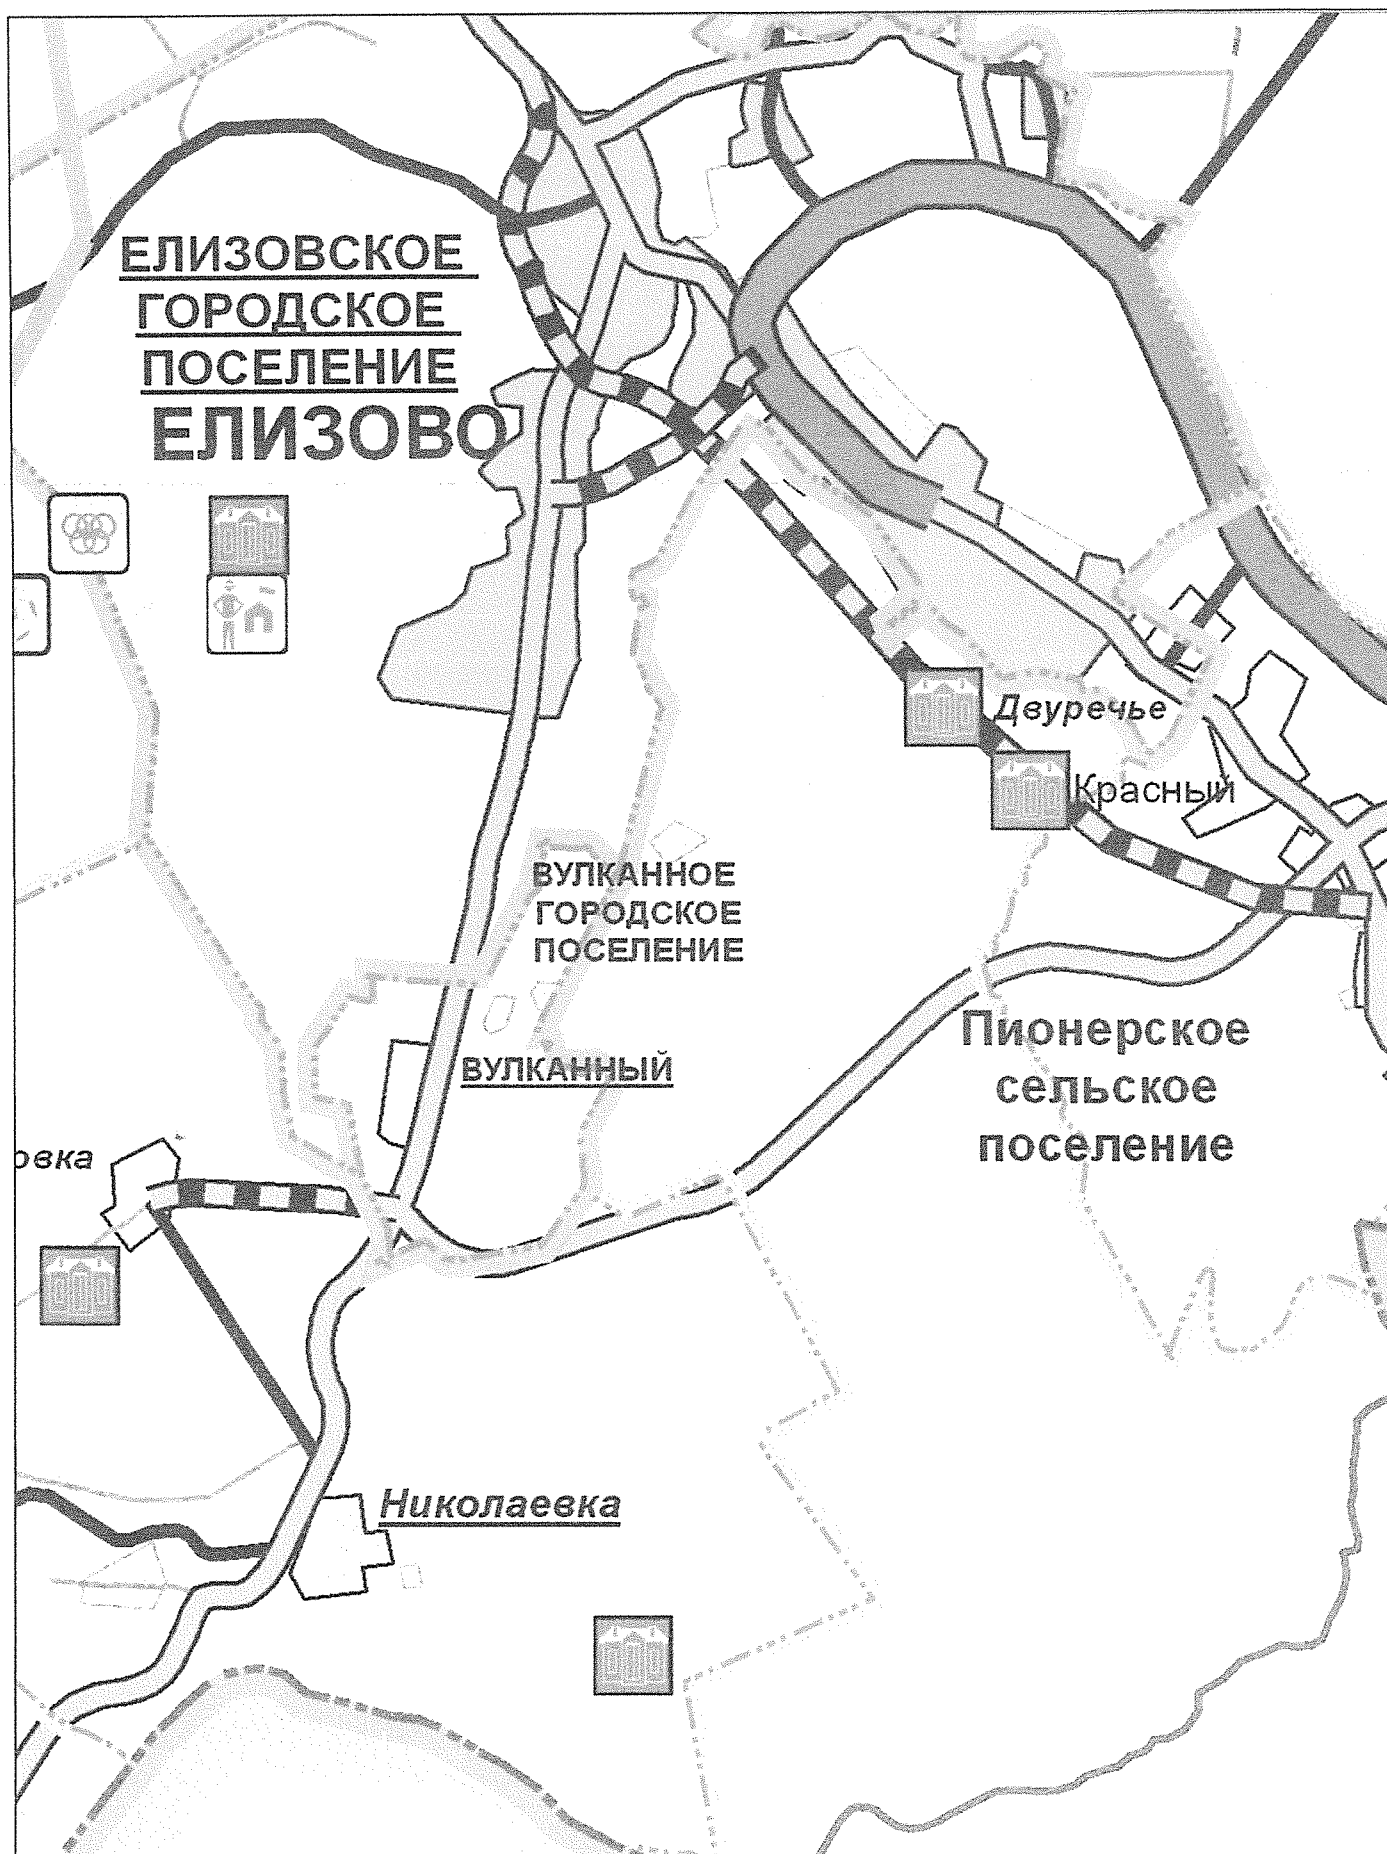 ЕЛИЗОВСКОЕ
ГОРОДСКОЕ
ПОСЕЛЕНИЕ
ЕЛИЗОВО
Двуречье
Красный
ВУЛКАННОЕ
ГОРОДСКОЕ
ПОСЕЛЕНИЕ
Пионерское
сельское
поселение
ВУЛКАННЫЙ
овка
Николаевка